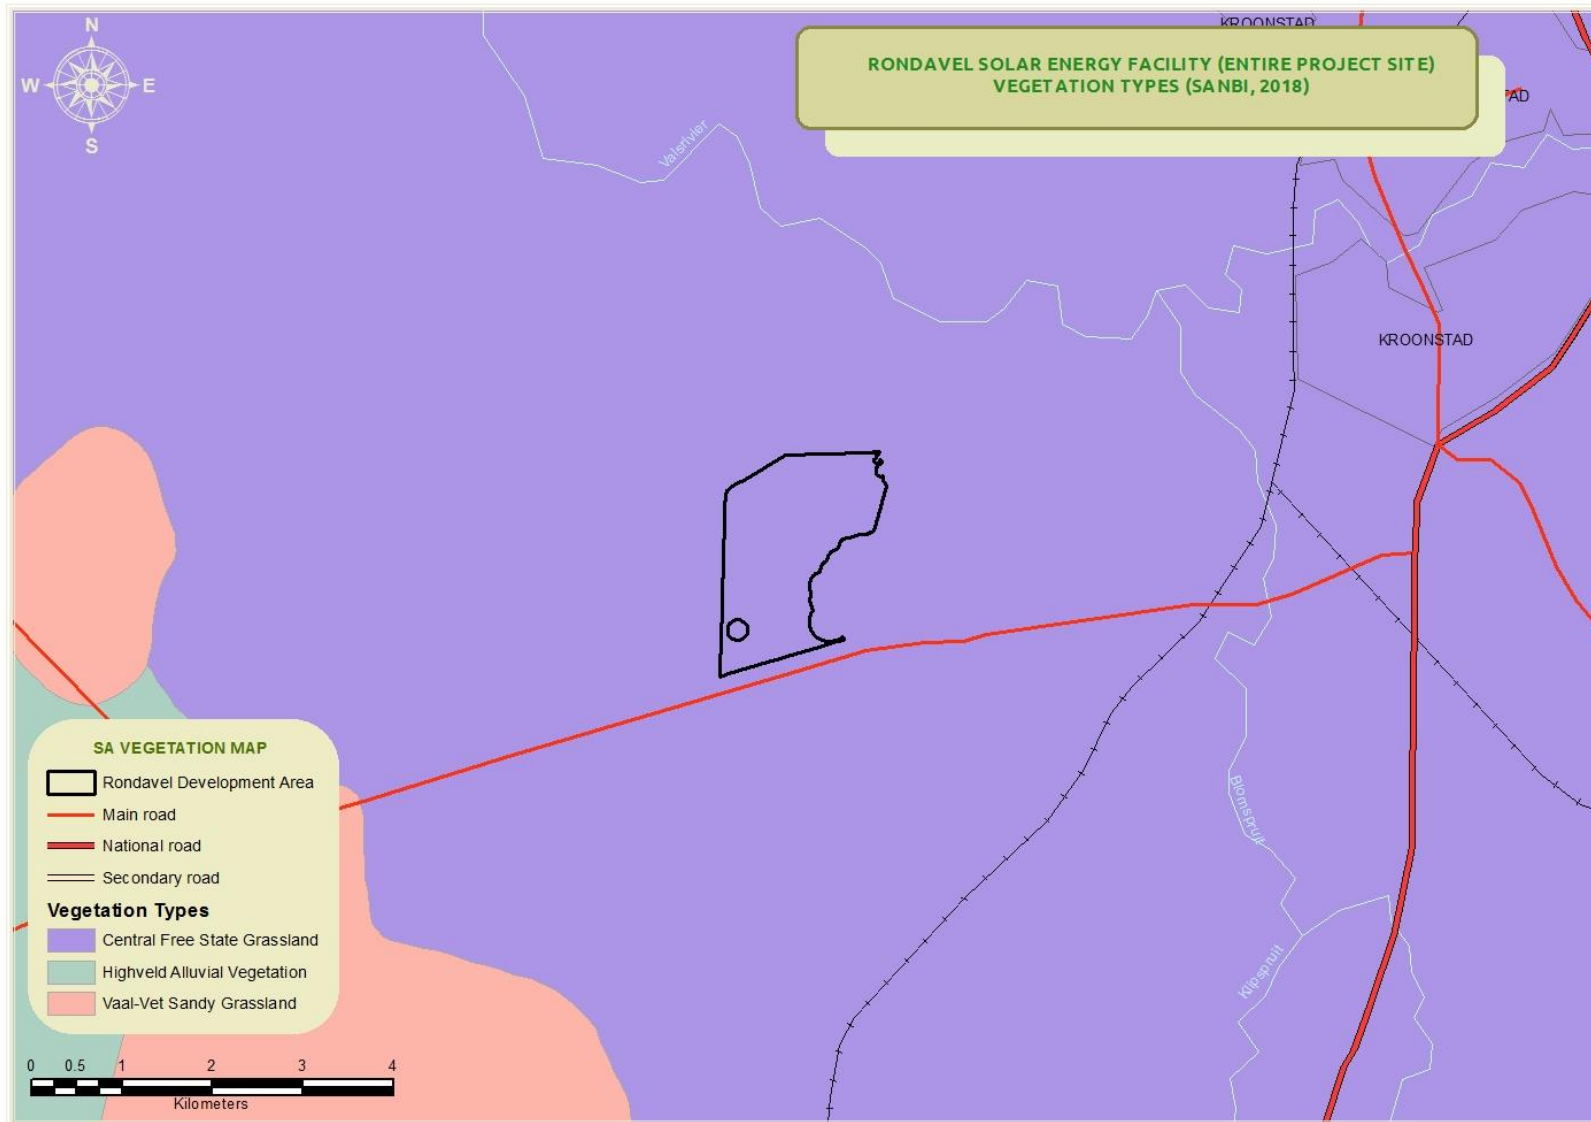 N
W E
S
KROONSTAD
RONDAVEL SOLAR ENERGY FACILITY (ENTIRE PROJECT SITE)
VEGETATION TYPES (SANBI, 2018)
AD
Valsrivier
KROONSTAD
SA VEGETATION MAP
Rondavel Development Area
Main road
National road
Secondary road
Vegetation Types
Central Free State Grassland
Highveld Alluvial Vegetation
Vaal-Vet Sandy Grassland
Blomspruit
Klipspruit
0 0.5 1 2 3 4
Kilometers